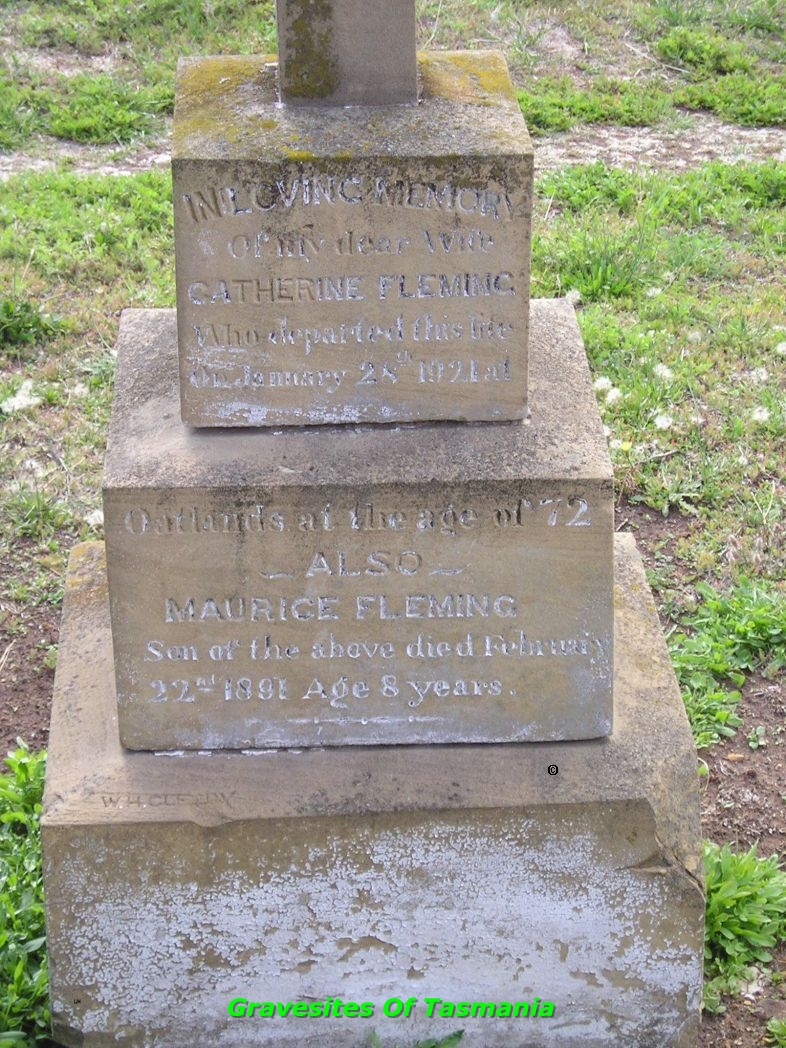 IN LOVING MEMORY
Of my dear Wife
CATHERINE FLEMING
Who departed this life
On January 28th 1921 at
Oatlands at the age of 72
ALSO
MAURICE FLEMING
Son of the above died February
22nd 1891 Age 8 years.
©
W.H.
Gravesites Of Tasmania